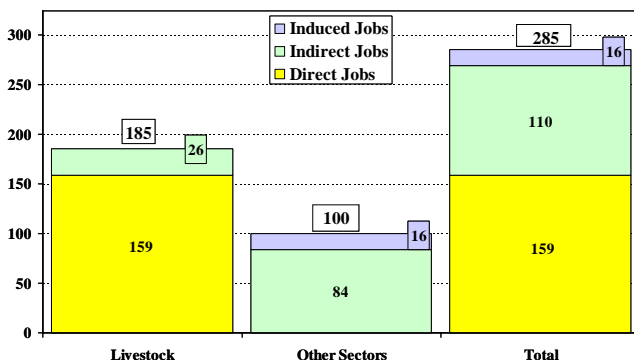 Induced Jobs
Indirect Jobs
Direct Jobs
300
250
200
150
100
50
0
185
26
159
100
16
84
285
16
110
159
Livestock
Other Sectors
Total